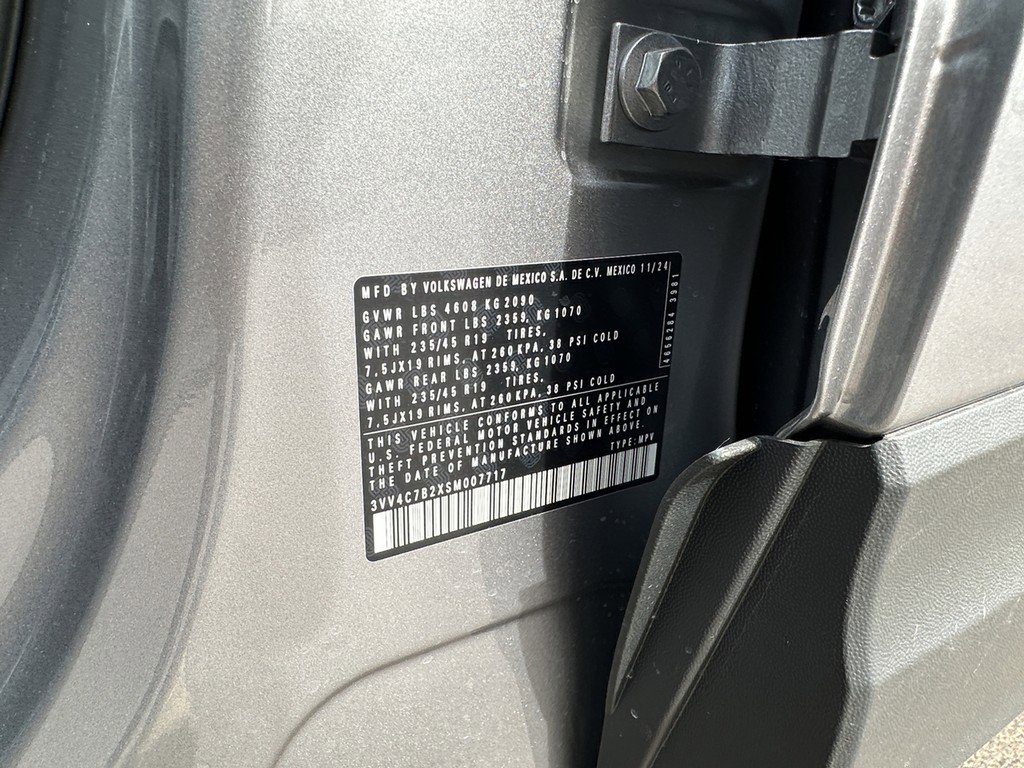 MFD BY VOLKSWAGEN DE MEXICO S.A. DE C.V. MEXICO 11/24
GVWR LBS 4608 KG 2090
GAWR FRONT LBS 2359, KG 1070
WITH 235/45 R19 TIRES,
7.5JX19 RIMS, AT 260 KPA, 38 PSI COLD
GAWR REAR LBS 2359, KG 1070
WITH 235/45 R19 TIRES,
7.5JX19 RIMS, AT 260 KPA, 38 PSI COLD
4656284 3981
THIS VEHICLE CONFORMS TO ALL APPLICABLE
U.S. FEDERAL MOTOR VEHICLE SAFETY AND
THEFT PREVENTION STANDARDS IN EFFECT ON
THE DATE OF MANUFACTURE SHOWN ABOVE.
TYPE: MPV
3VV4C7B2XSM007717